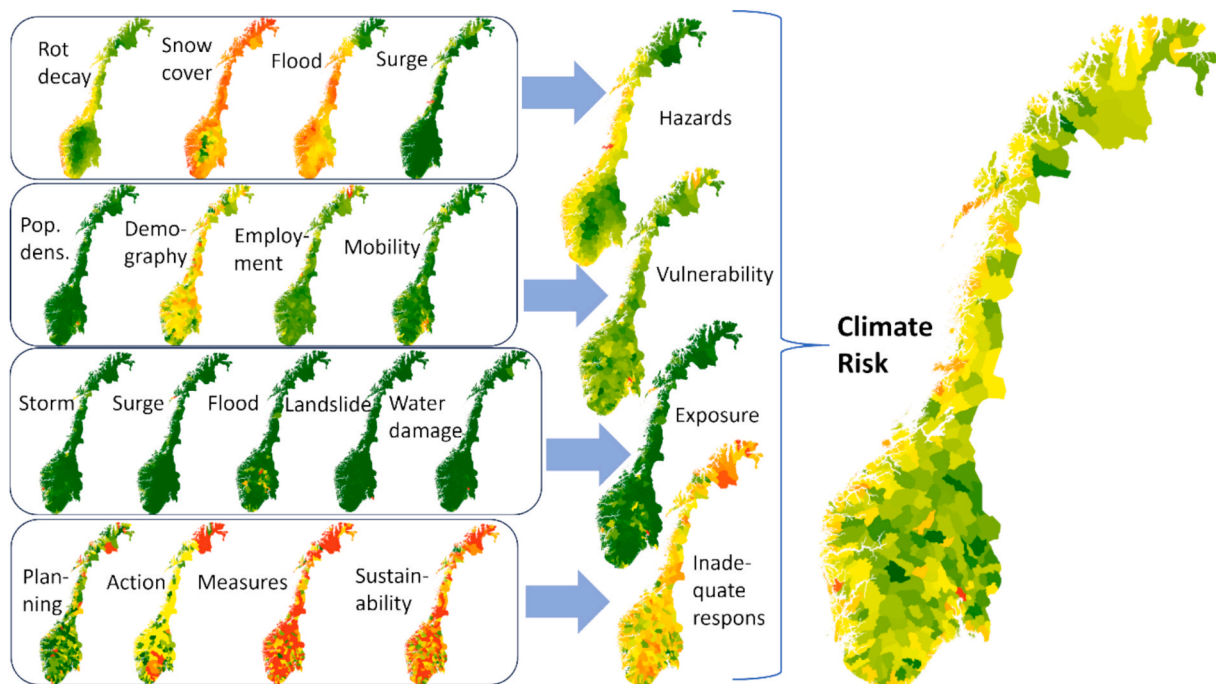 Rot
decay
Snow
cover
Flood
Surge
Hazards
Pop.
dens.
Demo-
graphy
Employ-
ment
Mobility
Vulnerability
Climate
Risk
Storm
Surge
Flood
Landslide
Water
damage
Exposure
Plan-
ning
Action
Measures
Sustain-
ability
Inade-
quate
respons